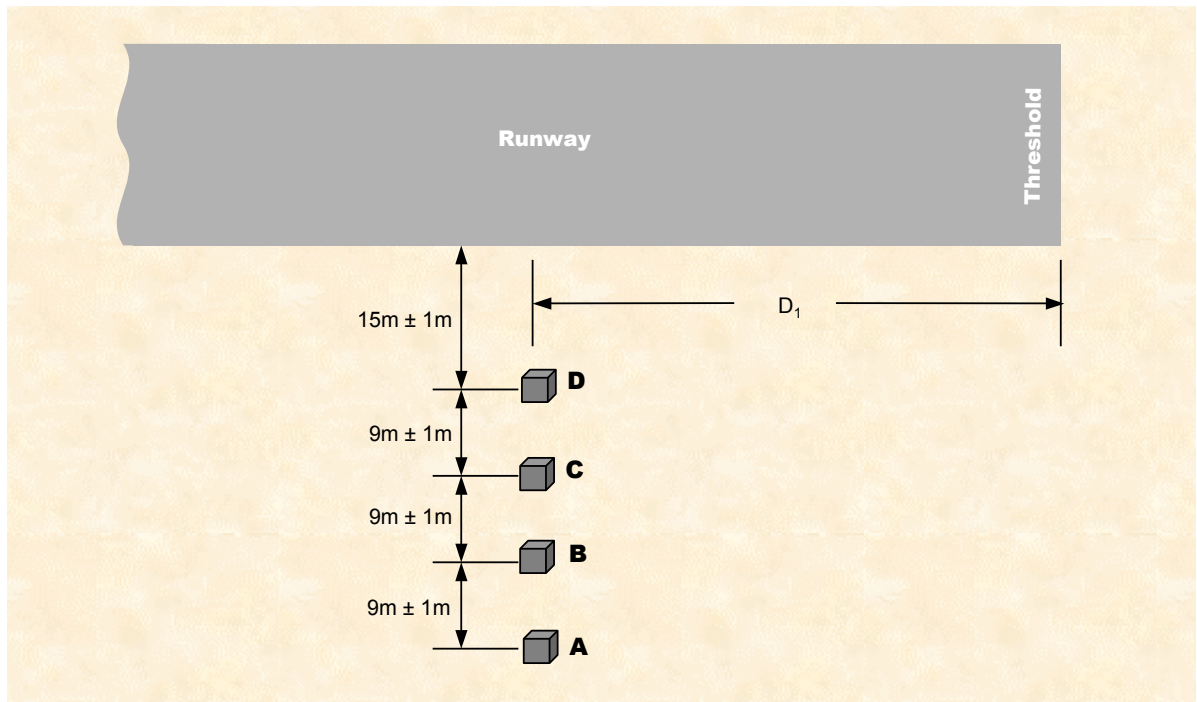 Runway
Threshold
15m ± 1m
D₁
D
9m ± 1m
C
9m ± 1m
B
9m ± 1m
A